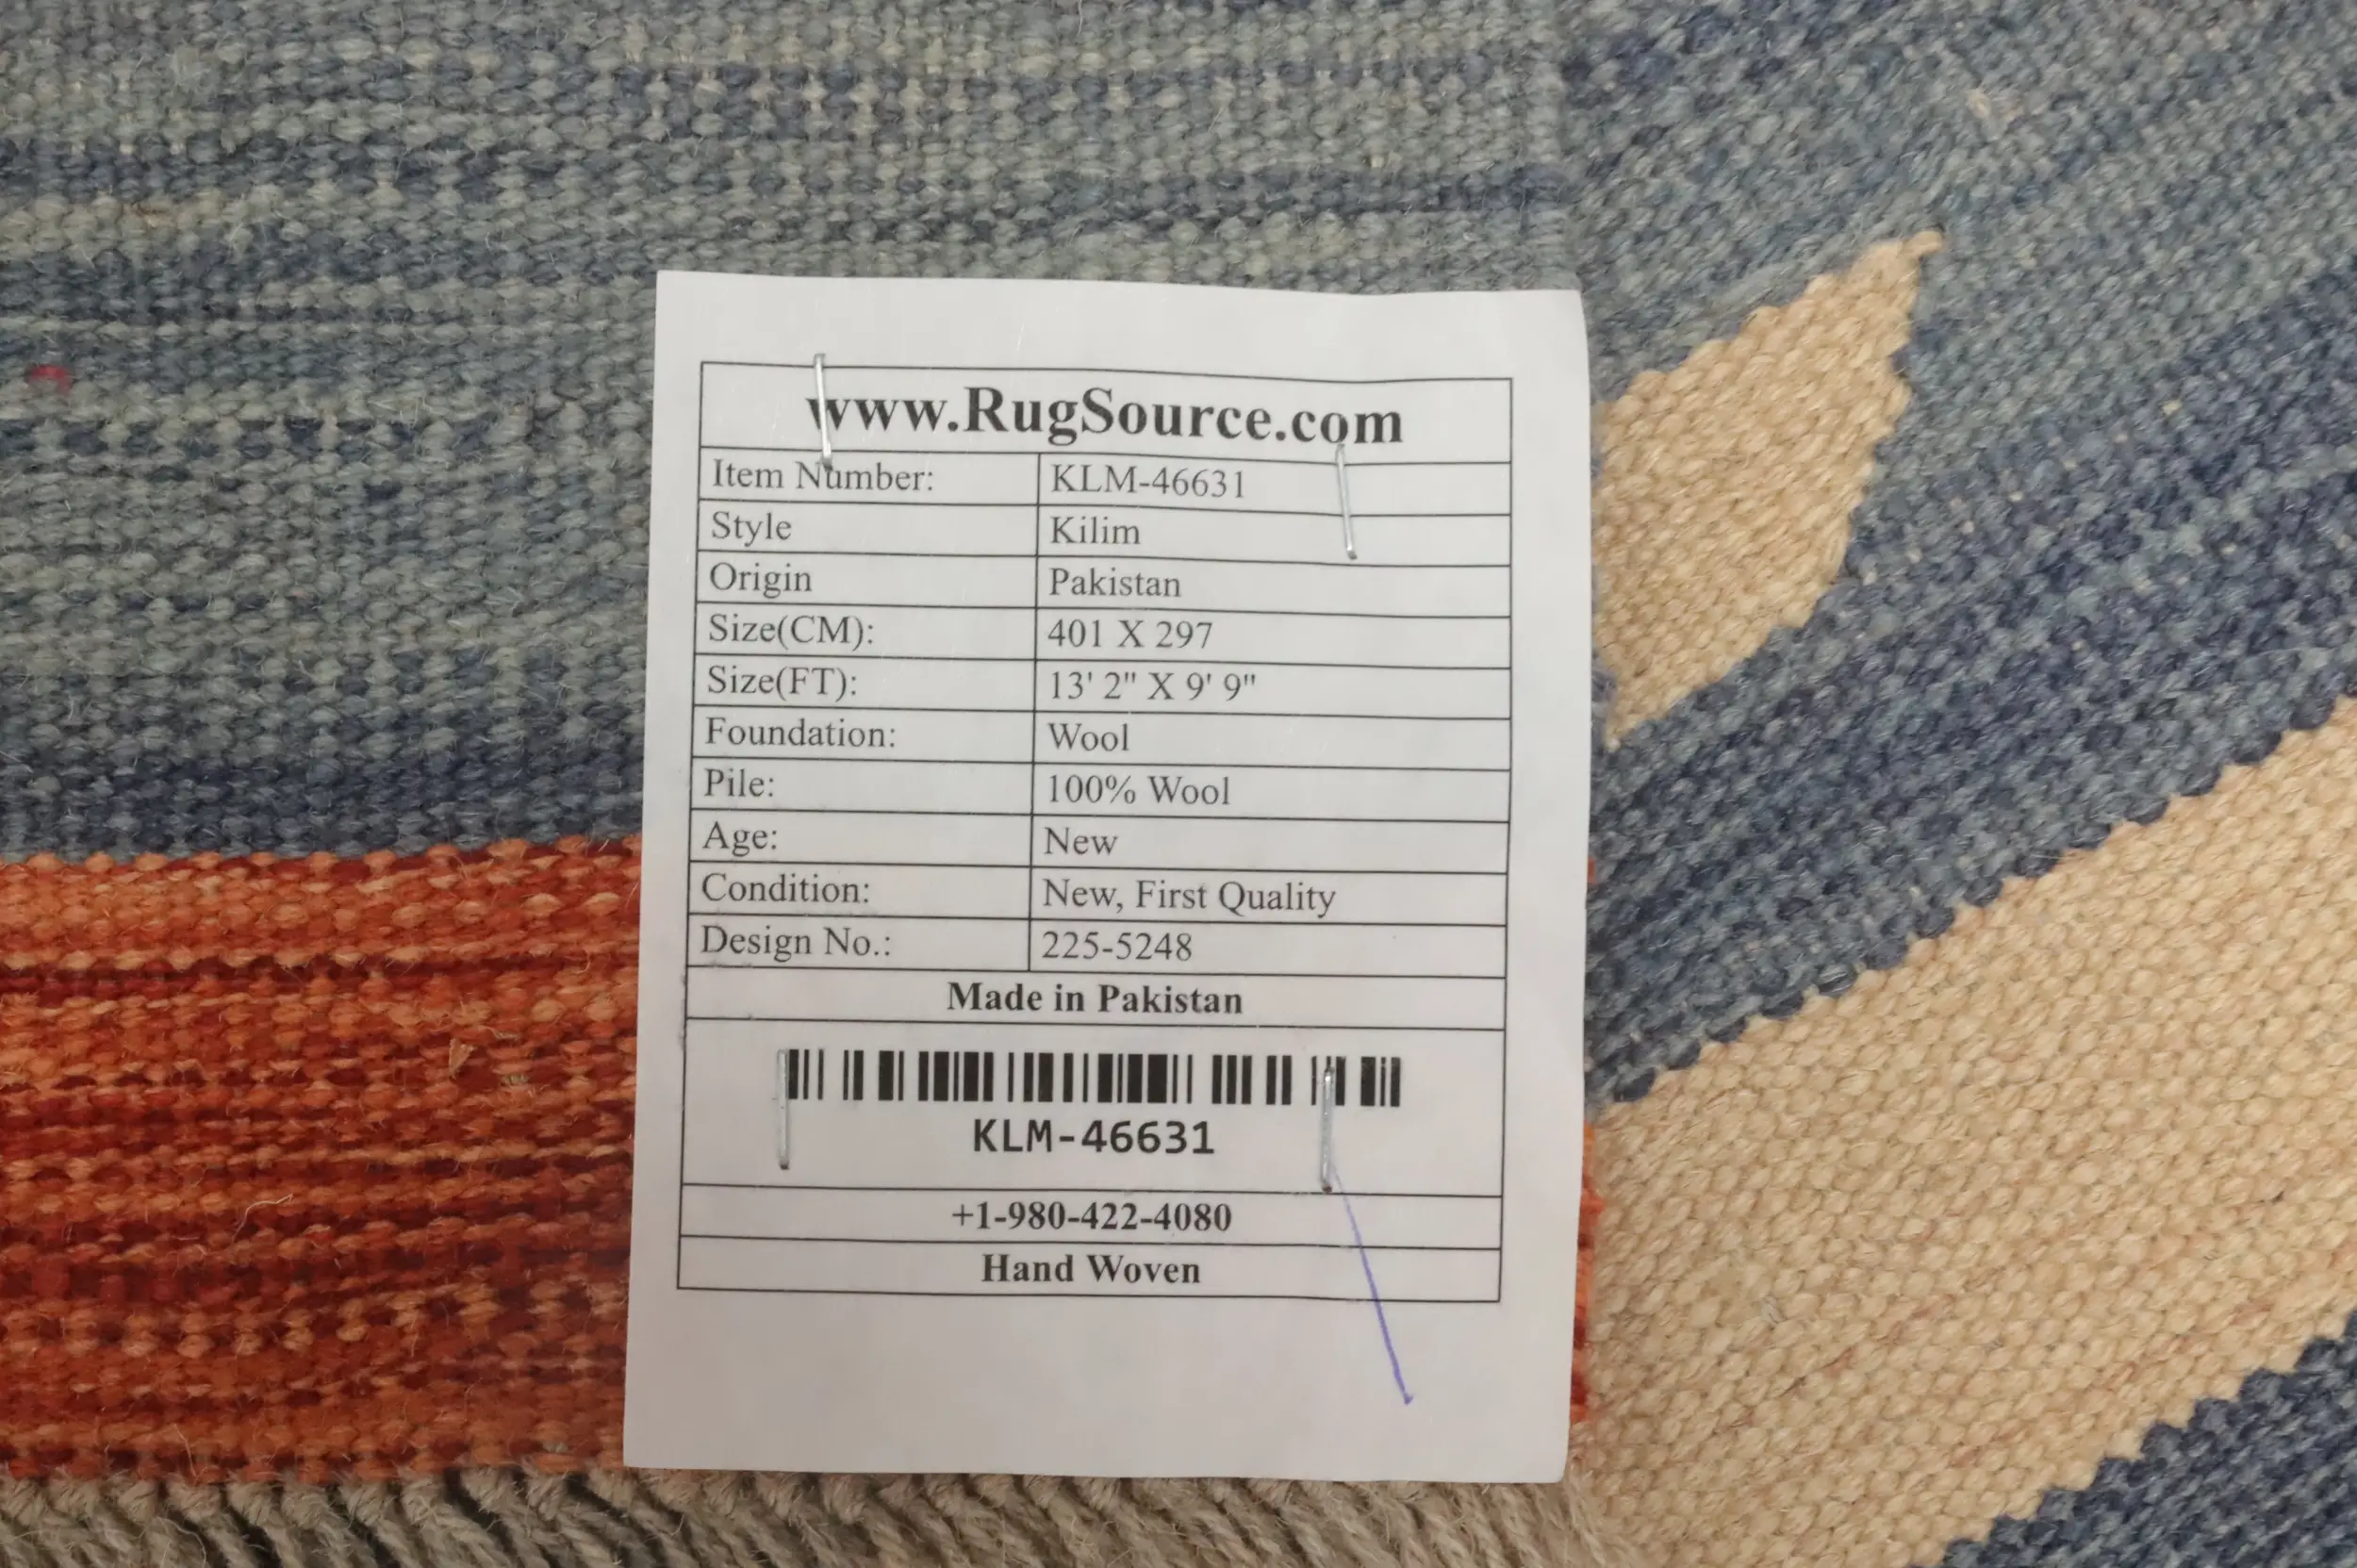 www.RugSource.com
Item Number: KLM-46631
Style Kilim
Origin Pakistan
Size(CM): 401 X 297
Size(FT): 13' 2" X 9' 9"
Foundation: Wool
Pile: 100% Wool
Age: New
Condition: New, First Quality
Design No.: 225-5248
Made in Pakistan
KLM-46631
+1-980-422-4080
Hand Woven